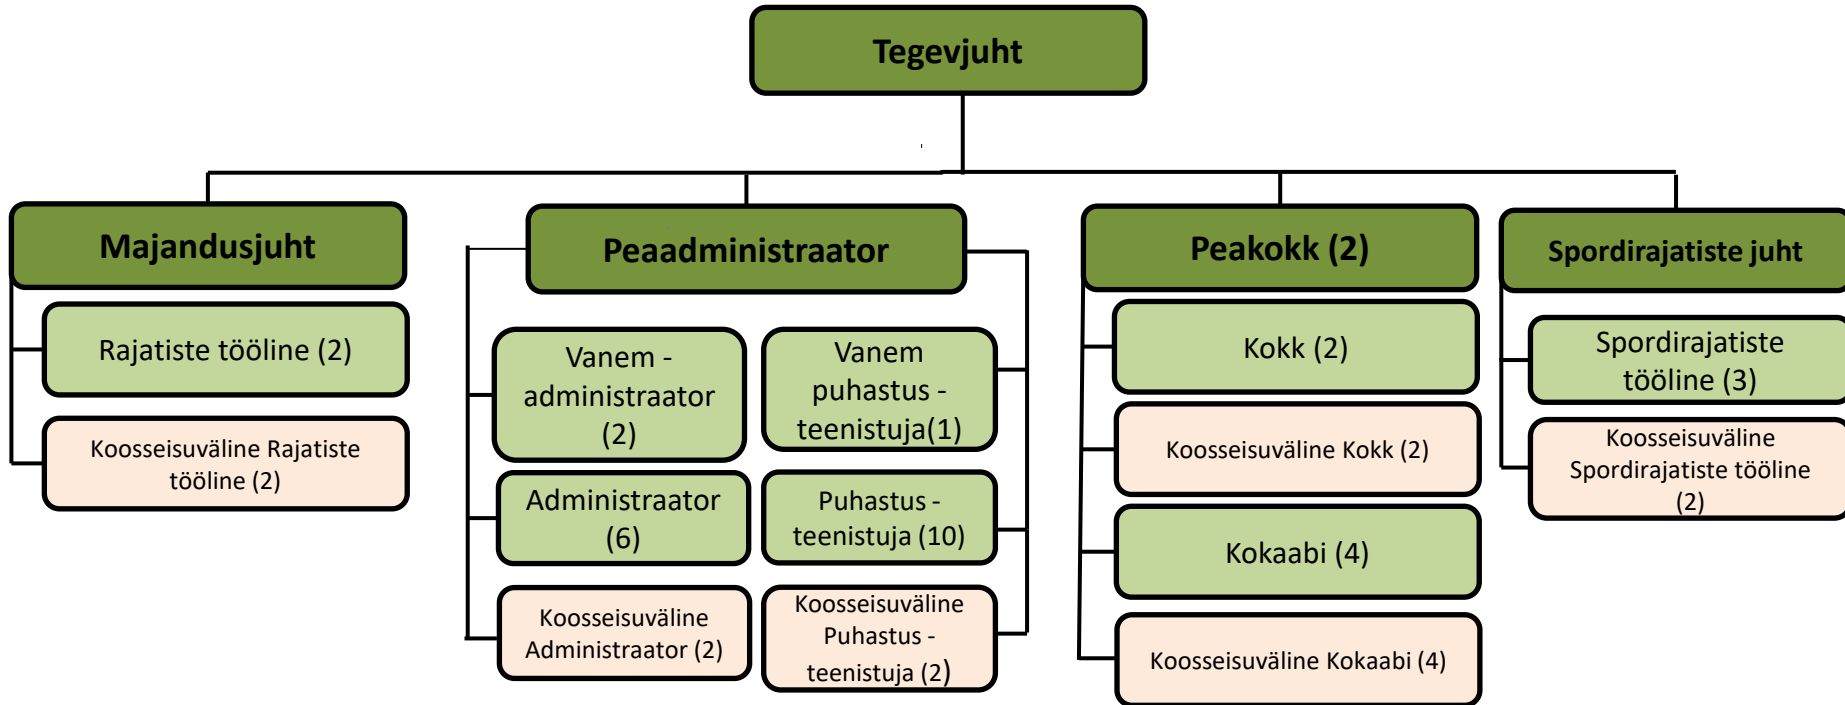 Tegevjuht
Majandusjuht
Rajatiste tööline (2)
Koosseisuväline Rajatiste
tööline (2)
Peaadministraator
Vanem -
administraator
(2)
Administraator
(6)
Koosseisuväline
Administraator (2)
Vanem
puhastus -
teenistuja(1)
Puhastus -
teenistuja (10)
Koosseisuväline
Puhastus -
teenistuja (2)
Peakokk (2)
Kokk (2)
Koosseisuväline Kokk (2)
Kokaabi (4)
Koosseisuväline Kokaabi (4)
Spordirajatiste juht
Spordirajatiste
tööline (3)
Koosseisuväline
Spordirajatiste tööline
(2)